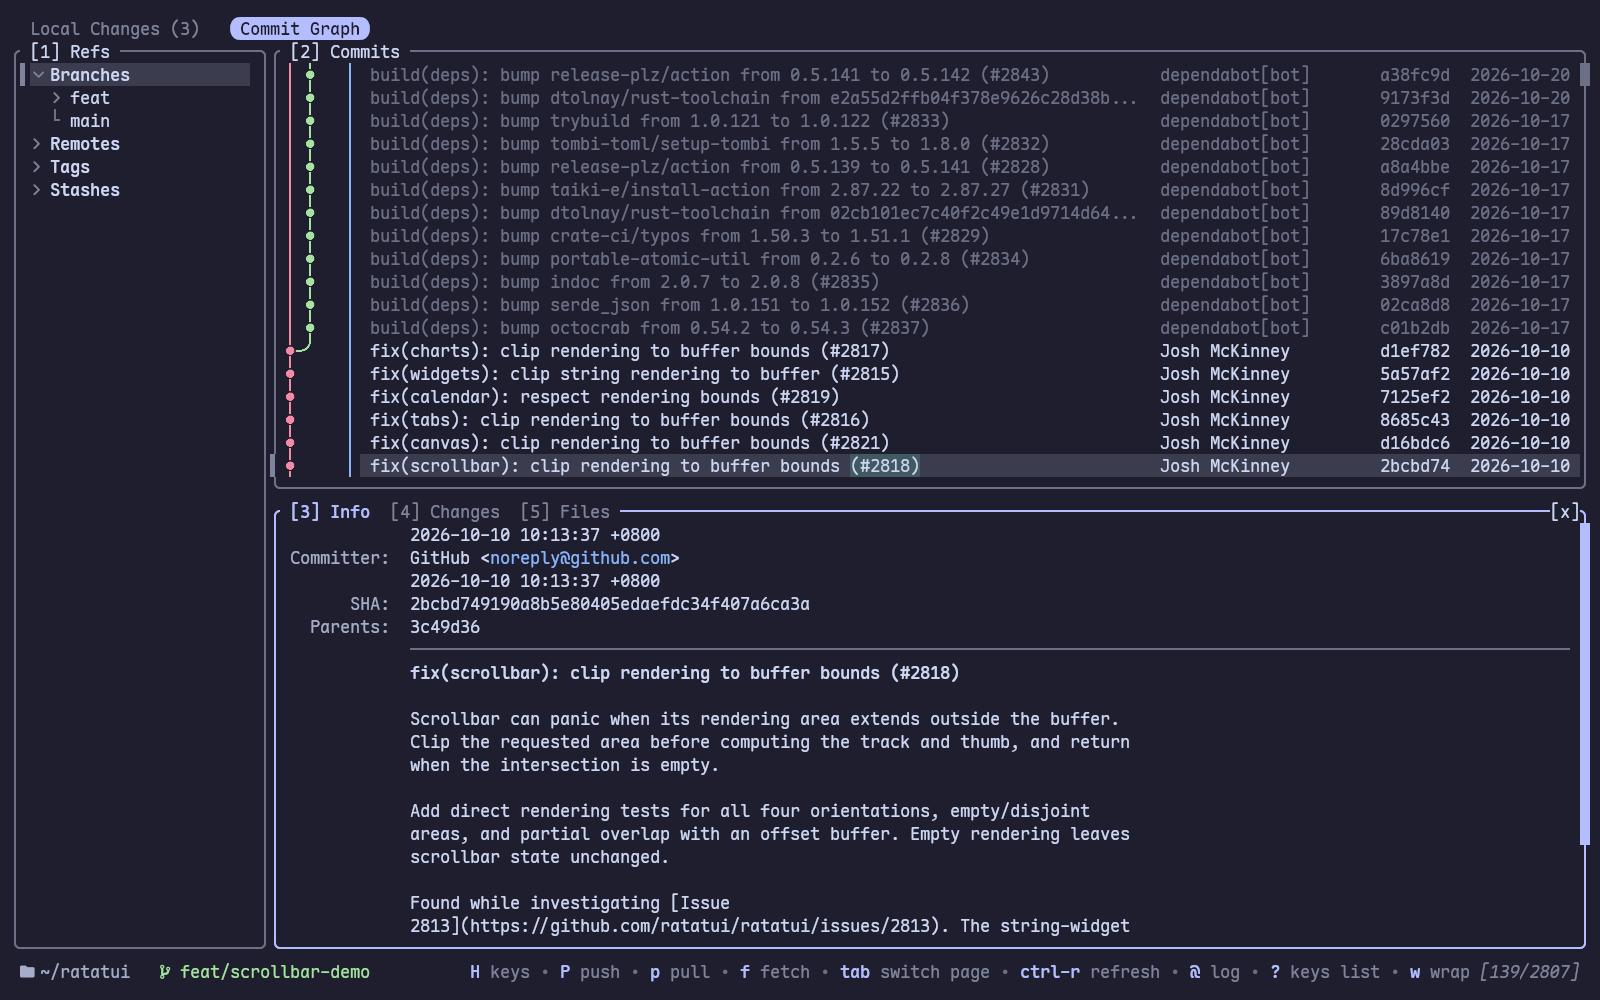 Local Changes (3) Commit Graph
[1] Refs
Branches
feat
main
Remotes
Tags
Stashes
[2] Commits
build(deps): bump release-plz/action from 0.5.141 to 0.5.142 (#2843) dependabot[bot] a38fc9d 2026-10-20
build(deps): bump dtolnay/rust-toolchain from e2a55d2ffb04f378e9626c28d38b... dependabot[bot] 9173f3d 2026-10-20
build(deps): bump trybuild from 1.0.121 to 1.0.122 (#2833) dependabot[bot] 0297560 2026-10-17
build(deps): bump tombi-toml/setup-tombi from 1.5.5 to 1.8.0 (#2832) dependabot[bot] 28cda03 2026-10-17
build(deps): bump release-plz/action from 0.5.139 to 0.5.141 (#2828) dependabot[bot] a8a4bbe 2026-10-17
build(deps): bump taiki-e/install-action from 2.87.22 to 2.87.27 (#2831) dependabot[bot] 8d996cf 2026-10-17
build(deps): bump dtolnay/rust-toolchain from 02cb101ec7c40f2c49e1d9714d64... dependabot[bot] 89d8140 2026-10-17
build(deps): bump crate-ci/typos from 1.50.3 to 1.51.1 (#2829) dependabot[bot] 17c78e1 2026-10-17
build(deps): bump portable-atomic-util from 0.2.6 to 0.2.8 (#2834) dependabot[bot] 6ba8619 2026-10-17
build(deps): bump indoc from 2.0.7 to 2.0.8 (#2835) dependabot[bot] 3897a8d 2026-10-17
build(deps): bump serde_json from 1.0.151 to 1.0.152 (#2836) dependabot[bot] 02ca8d8 2026-10-17
build(deps): bump octocrab from 0.54.2 to 0.54.3 (#2837) dependabot[bot] c01b2db 2026-10-17
fix(charts): clip rendering to buffer bounds (#2817) Josh McKinney d1ef782 2026-10-10
fix(widgets): clip string rendering to buffer (#2815) Josh McKinney 5a57af2 2026-10-10
fix(calendar): respect rendering bounds (#2819) Josh McKinney 7125ef2 2026-10-10
fix(tabs): clip rendering to buffer bounds (#2816) Josh McKinney 8685c43 2026-10-10
fix(canvas): clip rendering to buffer bounds (#2821) Josh McKinney d16bdc6 2026-10-10
fix(scrollbar): clip rendering to buffer bounds (#2818) Josh McKinney 2bcbd74 2026-10-10
[3] Info [4] Changes [5] Files [x]
2026-10-10 10:13:37 +0800
Committer: GitHub <noreply@github.com>
2026-10-10 10:13:37 +0800
SHA: 2bcbd749190a8b5e80405edaefdc34f407a6ca3a
Parents: 3c49d36
fix(scrollbar): clip rendering to buffer bounds (#2818)
Scrollbar can panic when its rendering area extends outside the buffer.
Clip the requested area before computing the track and thumb, and return
when the intersection is empty.
Add direct rendering tests for all four orientations, empty/disjoint
areas, and partial overlap with an offset buffer. Empty rendering leaves
scrollbar state unchanged.
Found while investigating [Issue
2813](https://github.com/ratatui/ratatui/issues/2813). The string-widget
~/ratatui feat/scrollbar-demo H keys • P push • p pull • f fetch • tab switch page • ctrl-r refresh • @ log • ? keys list • w wrap [139/2807]